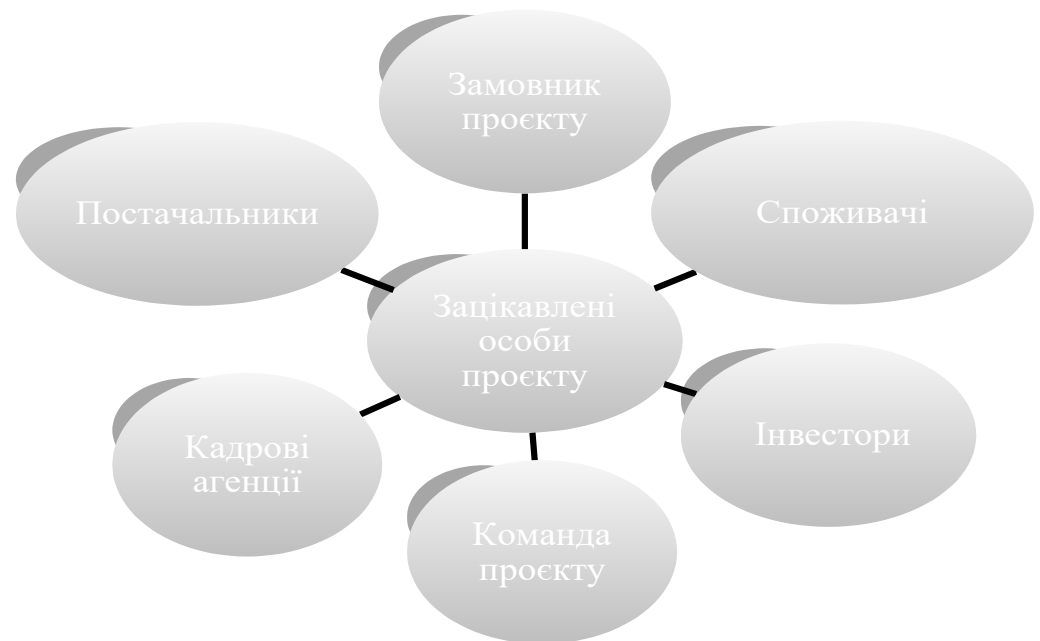 Замовник
проєкту
Постачальники
Споживачі
Зацікавлені
особи
проєкту
Кадрові
агенції
Інвестори
Команда
проєкту